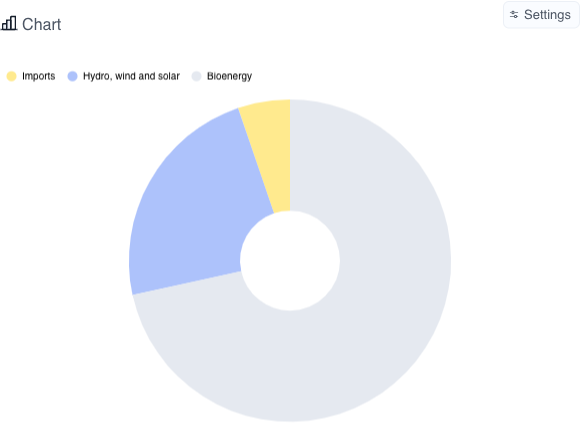 Chart
Settings
Imports
Hydro, wind and solar
Bioenergy